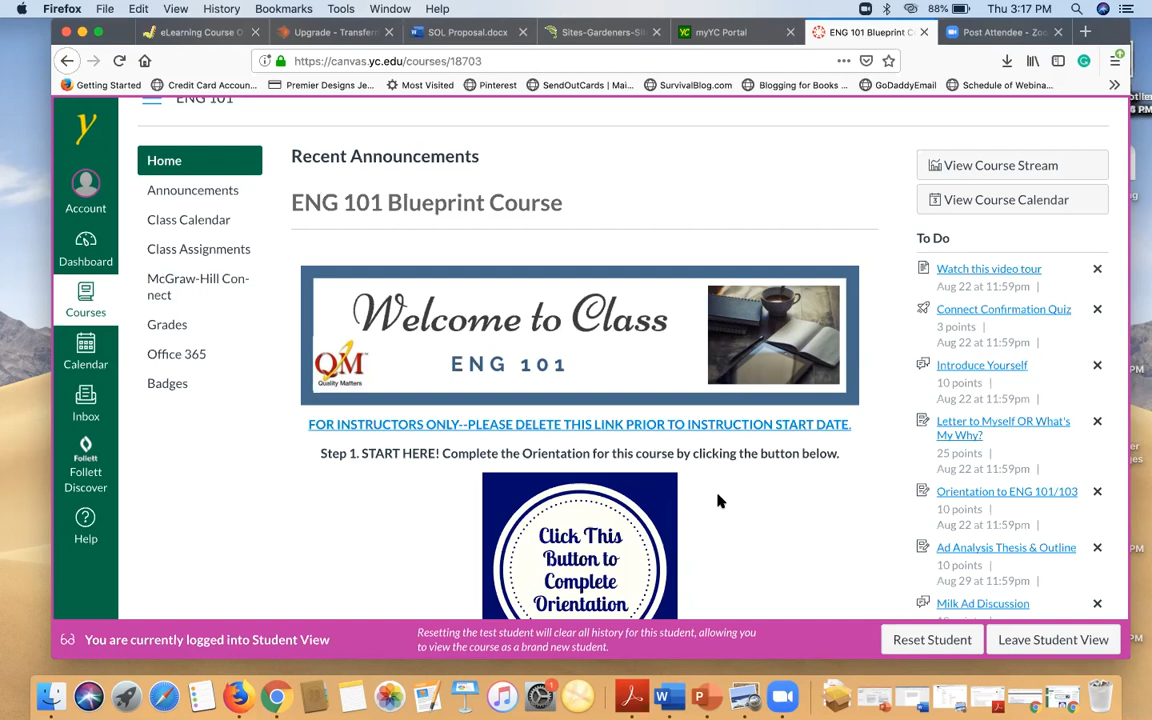 Firefox File Edit View History Bookmarks Tools Window Help 88% Thu 3:17 PM
eLearning Course O Upgrade - Transfer SOL Proposal.docx Sites-Gardeners-Sit myYC Portal ENG 101 Blueprint C Post Attendee - Zoo
https://canvas.yc.edu/courses/18703
Getting Started Credit Card Accoun... Premier Designs Je... Most Visited Pinterest SendOutCards | Mai... SurvivalBlog.com Blogging for Books ... GoDaddyEmail Schedule of Webina...
ENG 101
y
Account
Dashboard
Courses
Calendar
Inbox
Follett
Follett
Discover
Help
Home
Announcements
Class Calendar
Class Assignments
McGraw-Hill Con-
nect
Grades
Office 365
Badges
Recent Announcements
ENG 101 Blueprint Course
Welcome to Class
ENG 101
QM
Quality Matters
FOR INSTRUCTORS ONLY--PLEASE DELETE THIS LINK PRIOR TO INSTRUCTION START DATE.
Step 1. START HERE! Complete the Orientation for this course by clicking the button below.
Click This
Button to
Complete
Orientation
View Course Stream
View Course Calendar
To Do
Watch this video tour
Aug 22 at 11:59pm |
Connect Confirmation Quiz
3 points |
Aug 22 at 11:59pm |
Introduce Yourself
10 points |
Aug 22 at 11:59pm |
Letter to Myself OR What's
My Why?
25 points |
Aug 22 at 11:59pm |
Orientation to ENG 101/103
10 points |
Aug 22 at 11:59pm |
Ad Analysis Thesis & Outline
10 points |
Aug 29 at 11:59pm |
Milk Ad Discussion
You are currently logged into Student View
Resetting the test student will clear all history for this student, allowing you
to view the course as a brand new student.
Reset Student
Leave Student View